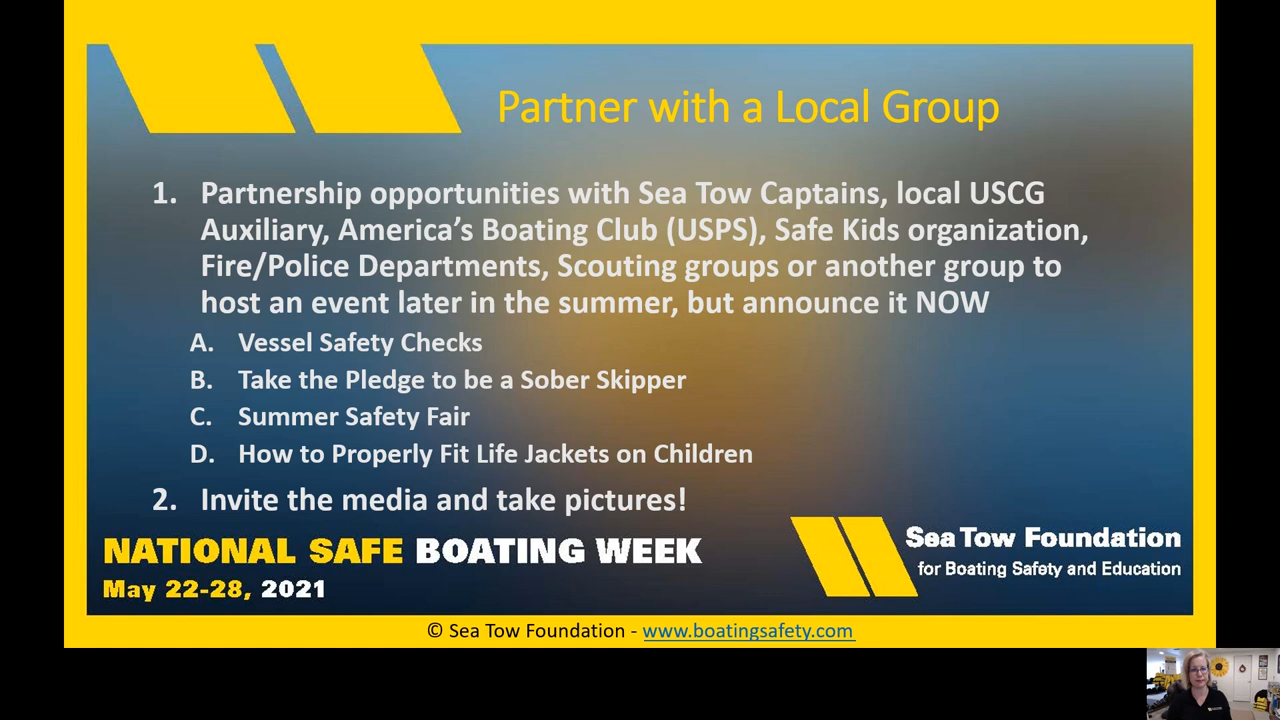 Partner with a Local Group
1. Partnership opportunities with Sea Tow Captains, local USCG
Auxiliary, America's Boating Club (USPS), Safe Kids organization,
Fire/Police Departments, Scouting groups or another group to
host an event later in the summer, but announce it NOW
A. Vessel Safety Checks
B. Take the Pledge to be a Sober Skipper
C. Summer Safety Fair
D. How to Properly Fit Life Jackets on Children
2. Invite the media and take pictures!
NATIONAL SAFE BOATING WEEK
May 22-28, 2021
Sea Tow Foundation
for Boating Safety and Education
© Sea Tow Foundation - www.boatingsafety.com